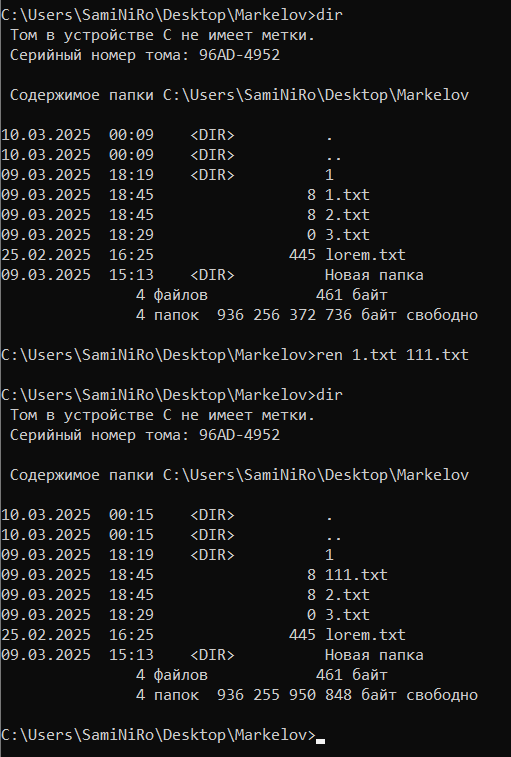 C:\Users\SamiNiRo\Desktop\Markelov>dir
Том в устройстве C не имеет метки.
Серийный номер тома: 96AD-4952
Содержимое папки C:\Users\SamiNiRo\Desktop\Markelov
10.03.2025  00:09    <DIR>          .
10.03.2025  00:09    <DIR>          ..
09.03.2025  18:19    <DIR>          1
09.03.2025  18:45                 8 1.txt
09.03.2025  18:45                 8 2.txt
09.03.2025  18:29                 0 3.txt
25.02.2025  16:25               445 lorem.txt
09.03.2025  15:13    <DIR>          Новая папка
4 файлов            461 байт
4 папок  936 256 372 736 байт свободно
C:\Users\SamiNiRo\Desktop\Markelov>ren 1.txt 111.txt
C:\Users\SamiNiRo\Desktop\Markelov>dir
Том в устройстве C не имеет метки.
Серийный номер тома: 96AD-4952
Содержимое папки C:\Users\SamiNiRo\Desktop\Markelov
10.03.2025  00:15    <DIR>          .
10.03.2025  00:15    <DIR>          ..
09.03.2025  18:19    <DIR>          1
09.03.2025  18:45                 8 111.txt
09.03.2025  18:45                 8 2.txt
09.03.2025  18:29                 0 3.txt
25.02.2025  16:25               445 lorem.txt
09.03.2025  15:13    <DIR>          Новая папка
4 файлов            461 байт
4 папок  936 255 950 848 байт свободно
C:\Users\SamiNiRo\Desktop\Markelov>